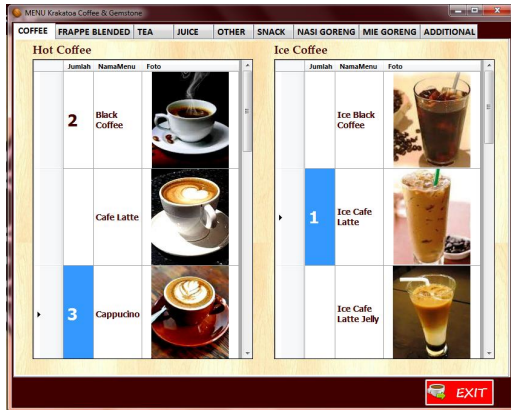 MENU Krakatoa Coffee & Gemstone
COFFEE FRAPPE BLENDED TEA JUICE OTHER SNACK NASI GORENG MIE GORENG ADDITIONAL
Hot Coffee
Jumlah NamaMenu Foto
2 Black
Coffee
Cafe Latte
3 Cappucino
Ice Coffee
Jumlah NamaMenu Foto
Ice Black
Coffee
1 Ice Cafe
Latte
Ice Cafe
Latte Jelly
EXIT